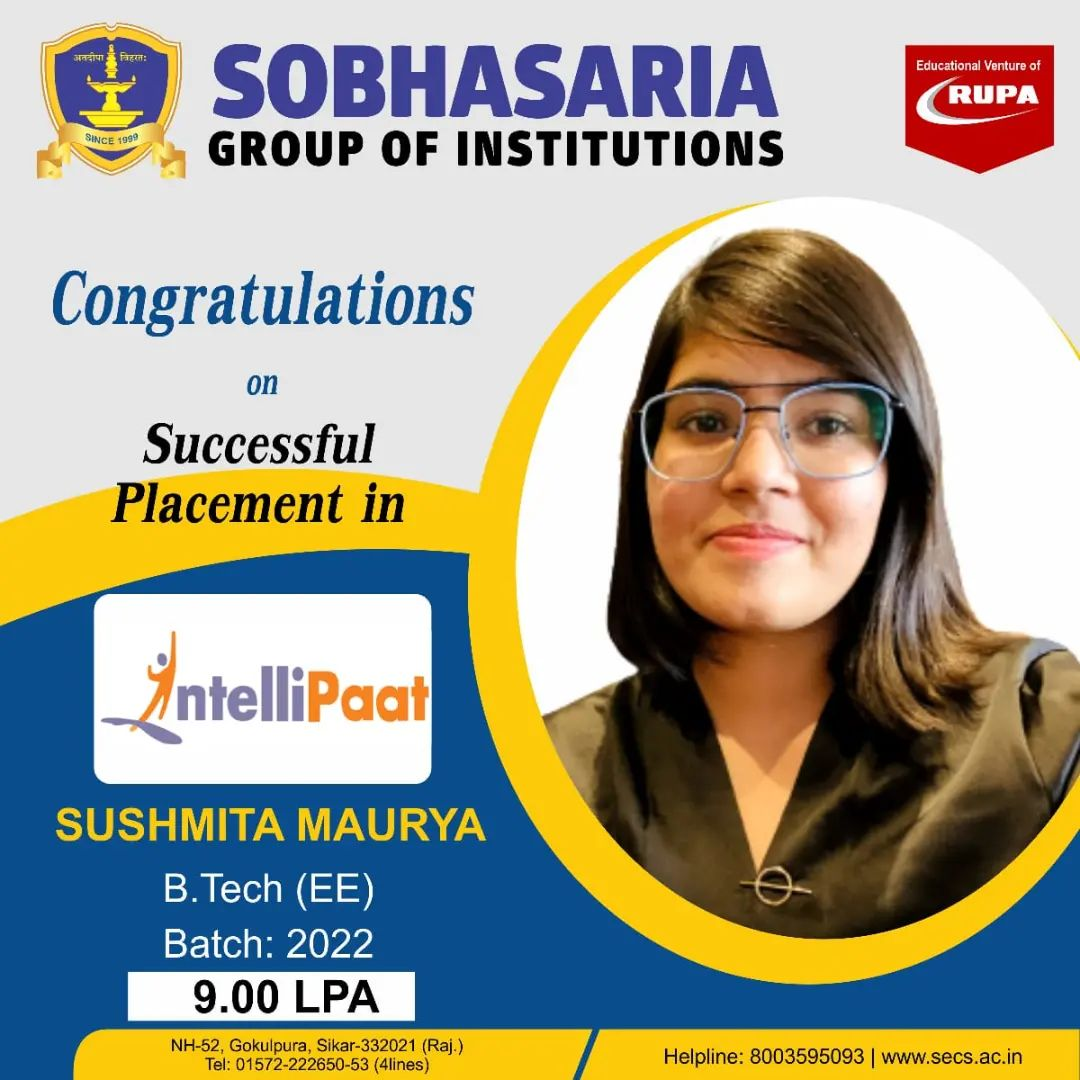 अतदीपा विहरत:
SINCE 1999
SOBHASARIA
GROUP OF INSTITUTIONS
Educational Venture of
RUPA
Congratulations
on
Successful
Placement in
IntelliPaat
SUSHMITA MAURYA
B.Tech (EE)
Batch: 2022
9.00 LPA
NH-52, Gokulpura, Sikar-332021 (Raj.)
Tel: 01572-222650-53 (4lines)
Helpline: 8003595093 | www.secs.ac.in